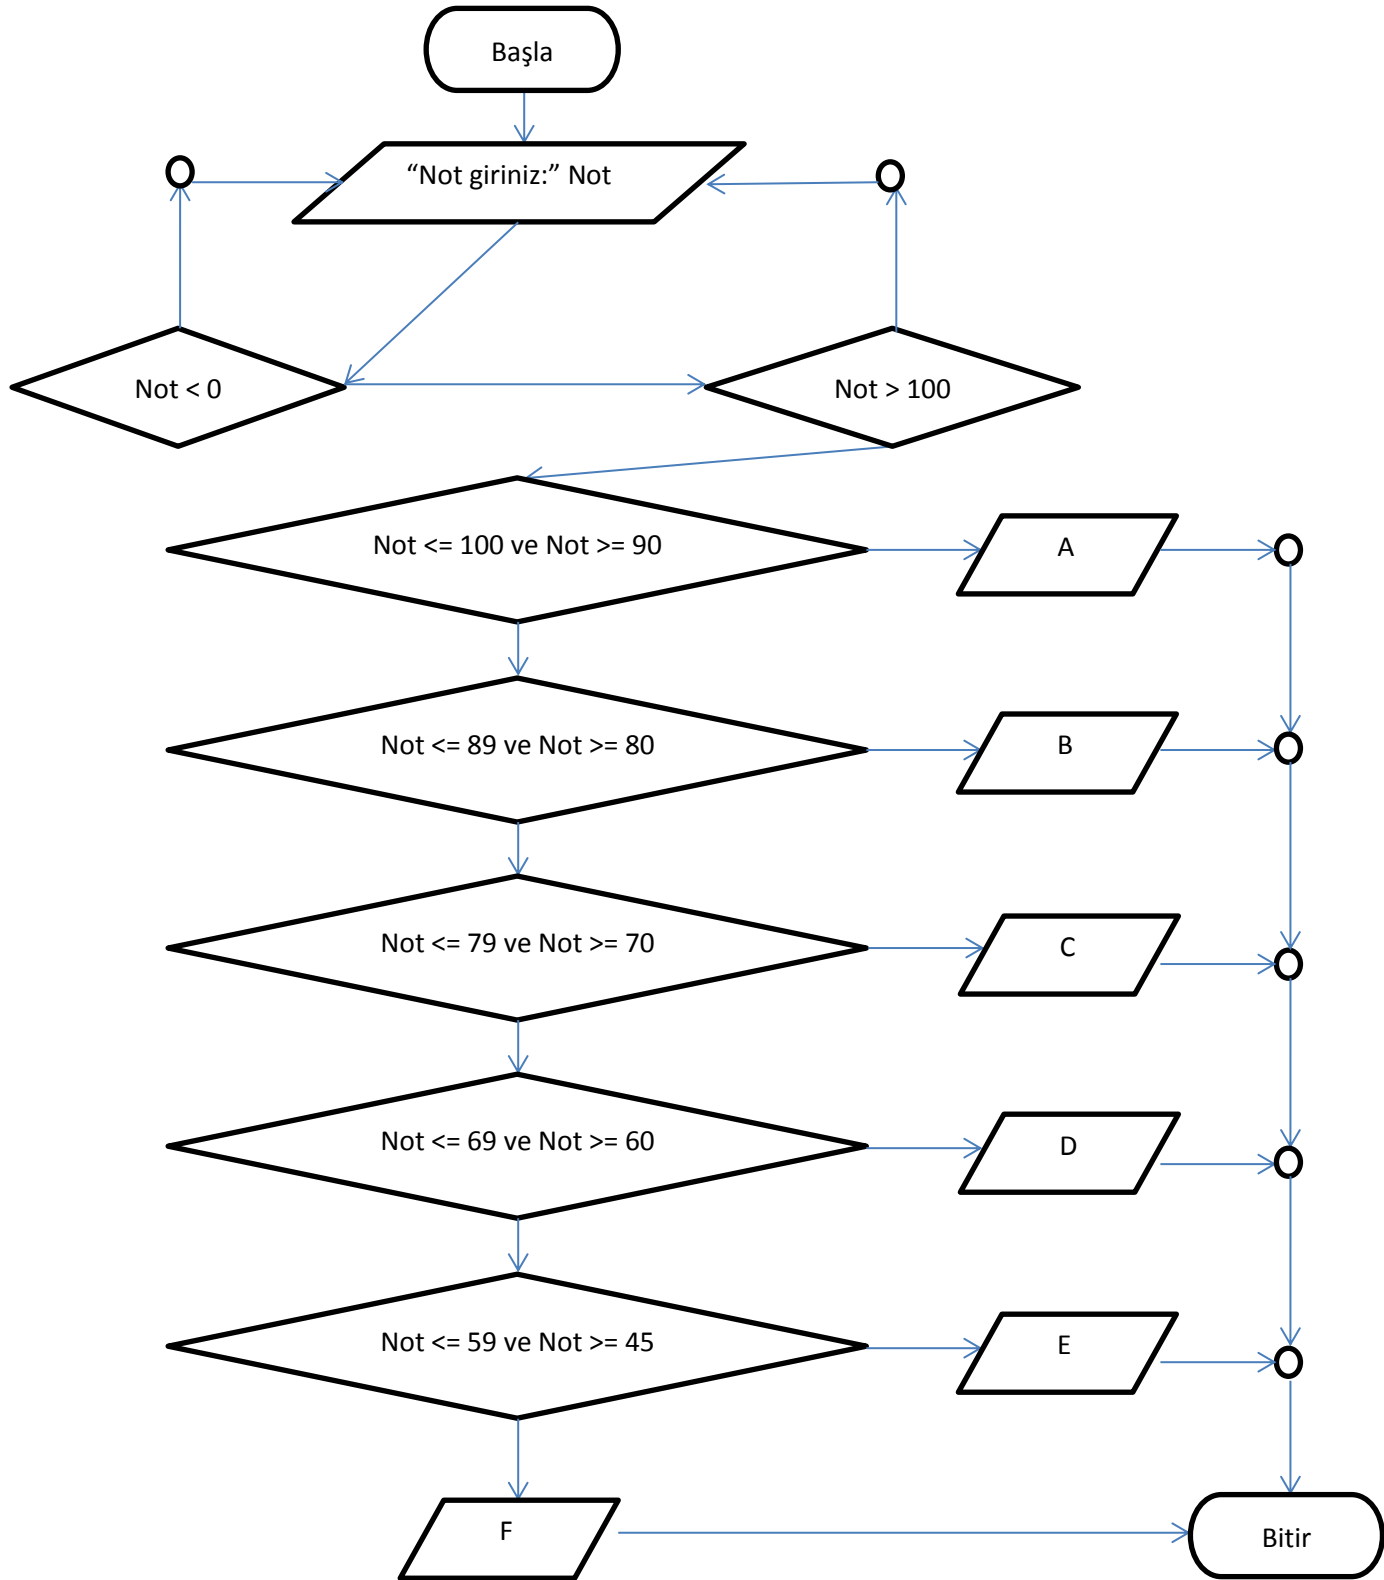 Başla
“Not giriniz:” Not
Not < 0
Not > 100
Not <= 100 ve Not >= 90
A
Not <= 89 ve Not >= 80
B
Not <= 79 ve Not >= 70
C
Not <= 69 ve Not >= 60
D
Not <= 59 ve Not >= 45
E
F
Bitir